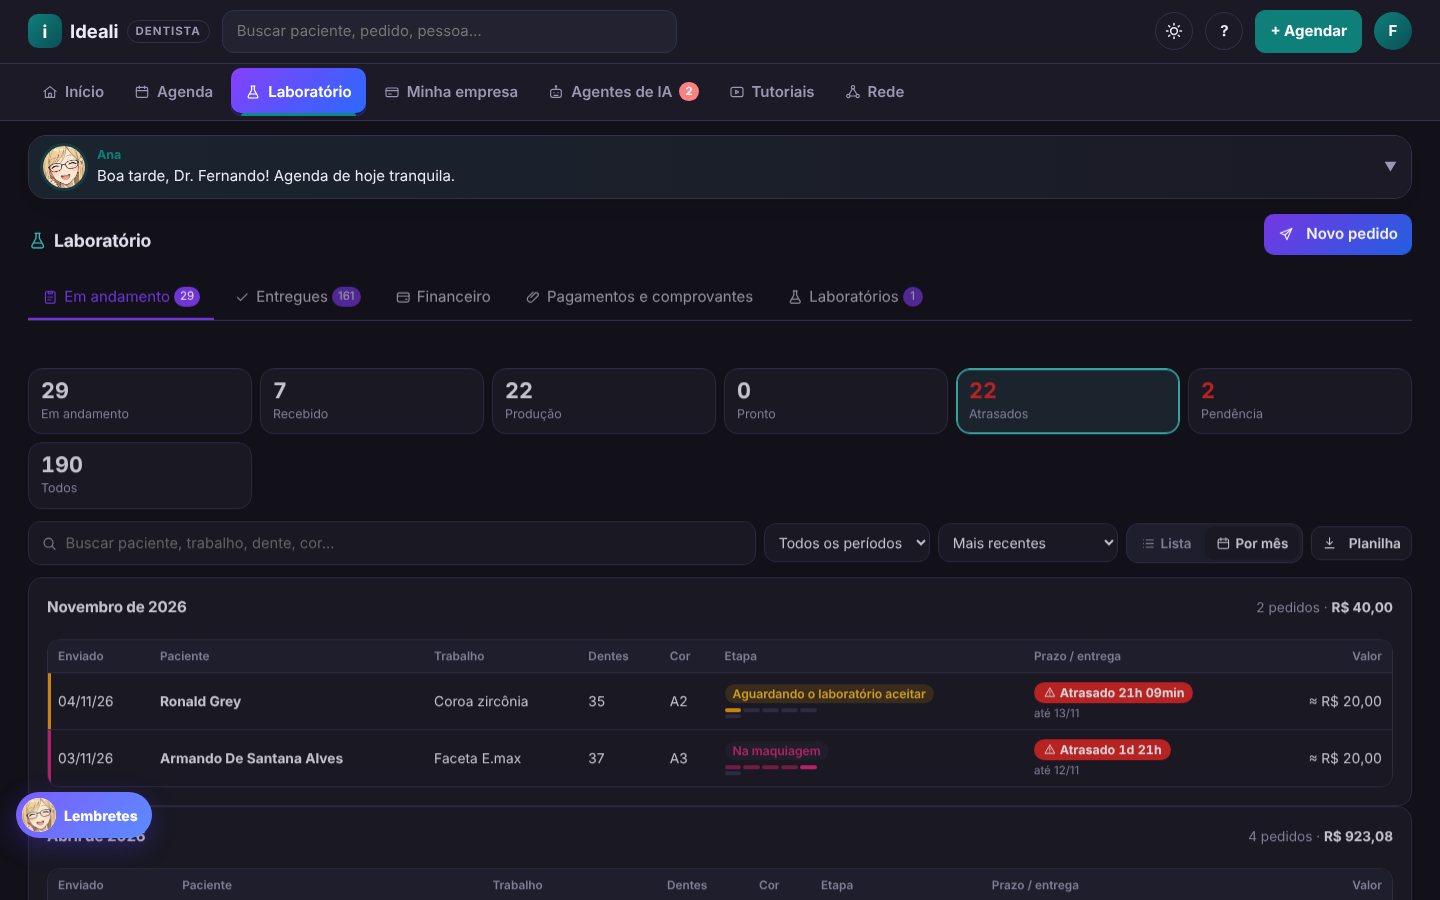 i Ideali DENTISTA Buscar paciente, pedido, pessoa... ? + Agendar F
Início Agenda Laboratório Minha empresa Agentes de IA 2 Tutoriais Rede
Ana
Boa tarde, Dr. Fernando! Agenda de hoje tranquila.
Laboratório Novo pedido
Em andamento 29 Entregues 161 Financeiro Pagamentos e comprovantes Laboratórios 1
29 7 22 0 22 2
Em andamento Recebido Produção Pronto Atrasados Pendência
190
Todos
Buscar paciente, trabalho, dente, cor... Todos os períodos Mais recentes Lista Por mês Planilha
Novembro de 2026 2 pedidos · R$ 40,00
Enviado Paciente Trabalho Dentes Cor Etapa Prazo / entrega Valor
04/11/26 Ronald Grey Coroa zircônia 35 A2 Aguardando o laboratório aceitar Atrasado 21h 09min ≈ R$ 20,00
até 13/11
03/11/26 Armando De Santana Alves Faceta E.max 37 A3 Na maquiagem Atrasado 1d 21h ≈ R$ 20,00
até 12/11
Lembretes
Abril de 2026 4 pedidos · R$ 923,08
Enviado Paciente Trabalho Dentes Cor Etapa Prazo / entrega Valor